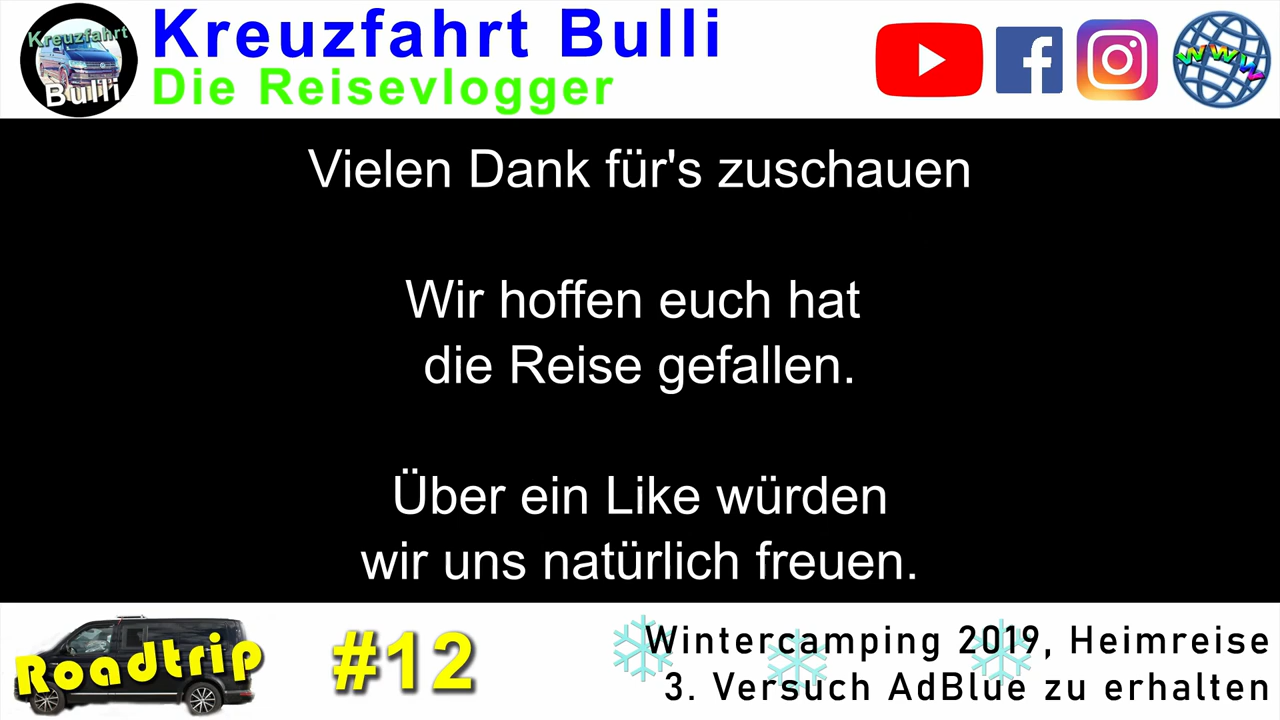 Kreuzfahrt
Bulli
Kreuzfahrt Bulli
Die Reisevlogger
www
Vielen Dank für's zuschauen
Wir hoffen euch hat
die Reise gefallen.
Über ein Like würden
wir uns natürlich freuen.
Roadtrip
#12
Wintercamping 2019, Heimreise
3. Versuch AdBlue zu erhalten